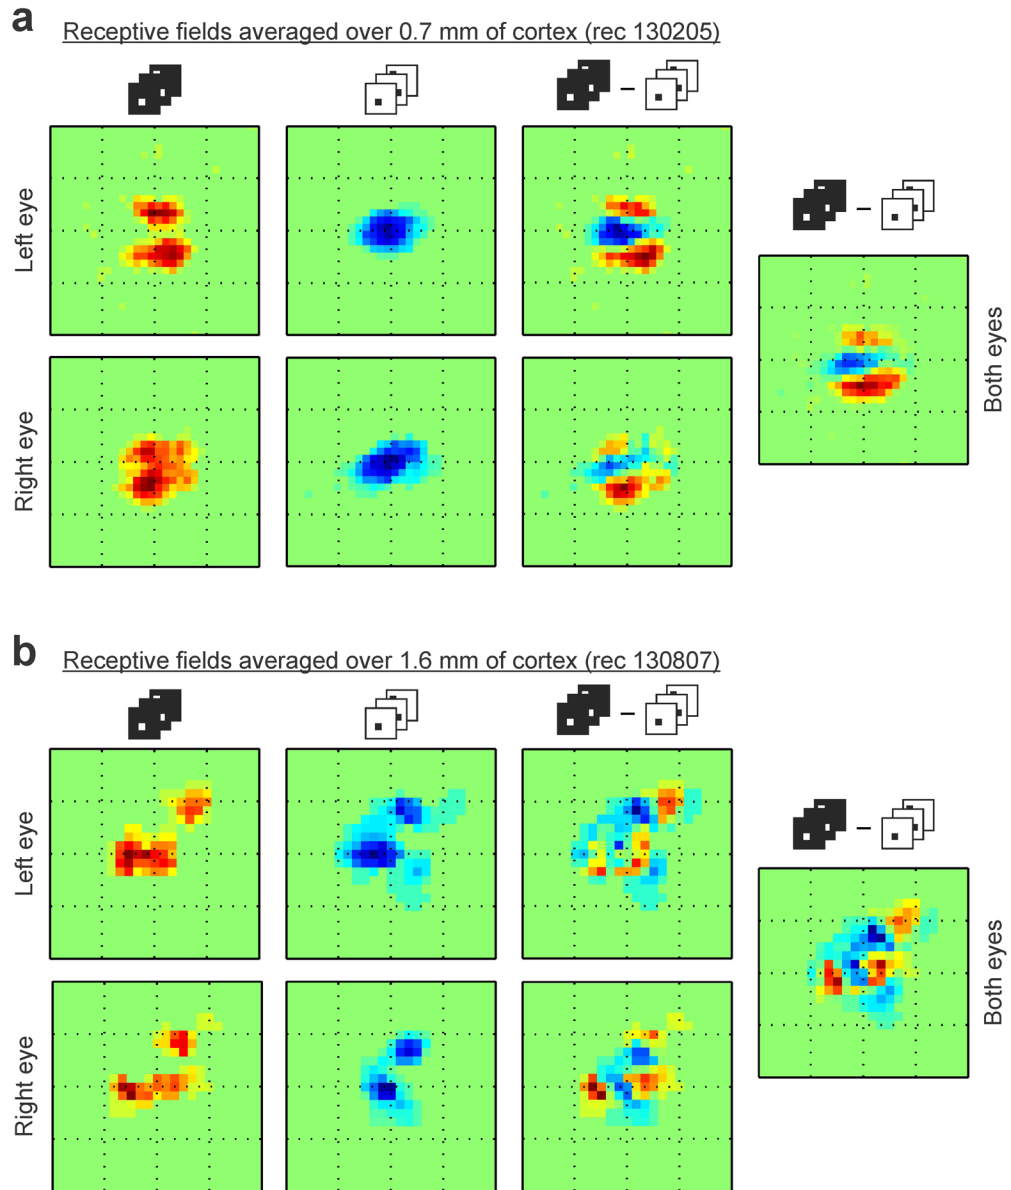 a
Receptive fields averaged over 0.7 mm of cortex (rec 130205)
–
Left eye
–
Both eyes
Right eye
b
Receptive fields averaged over 1.6 mm of cortex (rec 130807)
–
Left eye
–
Both eyes
Right eye